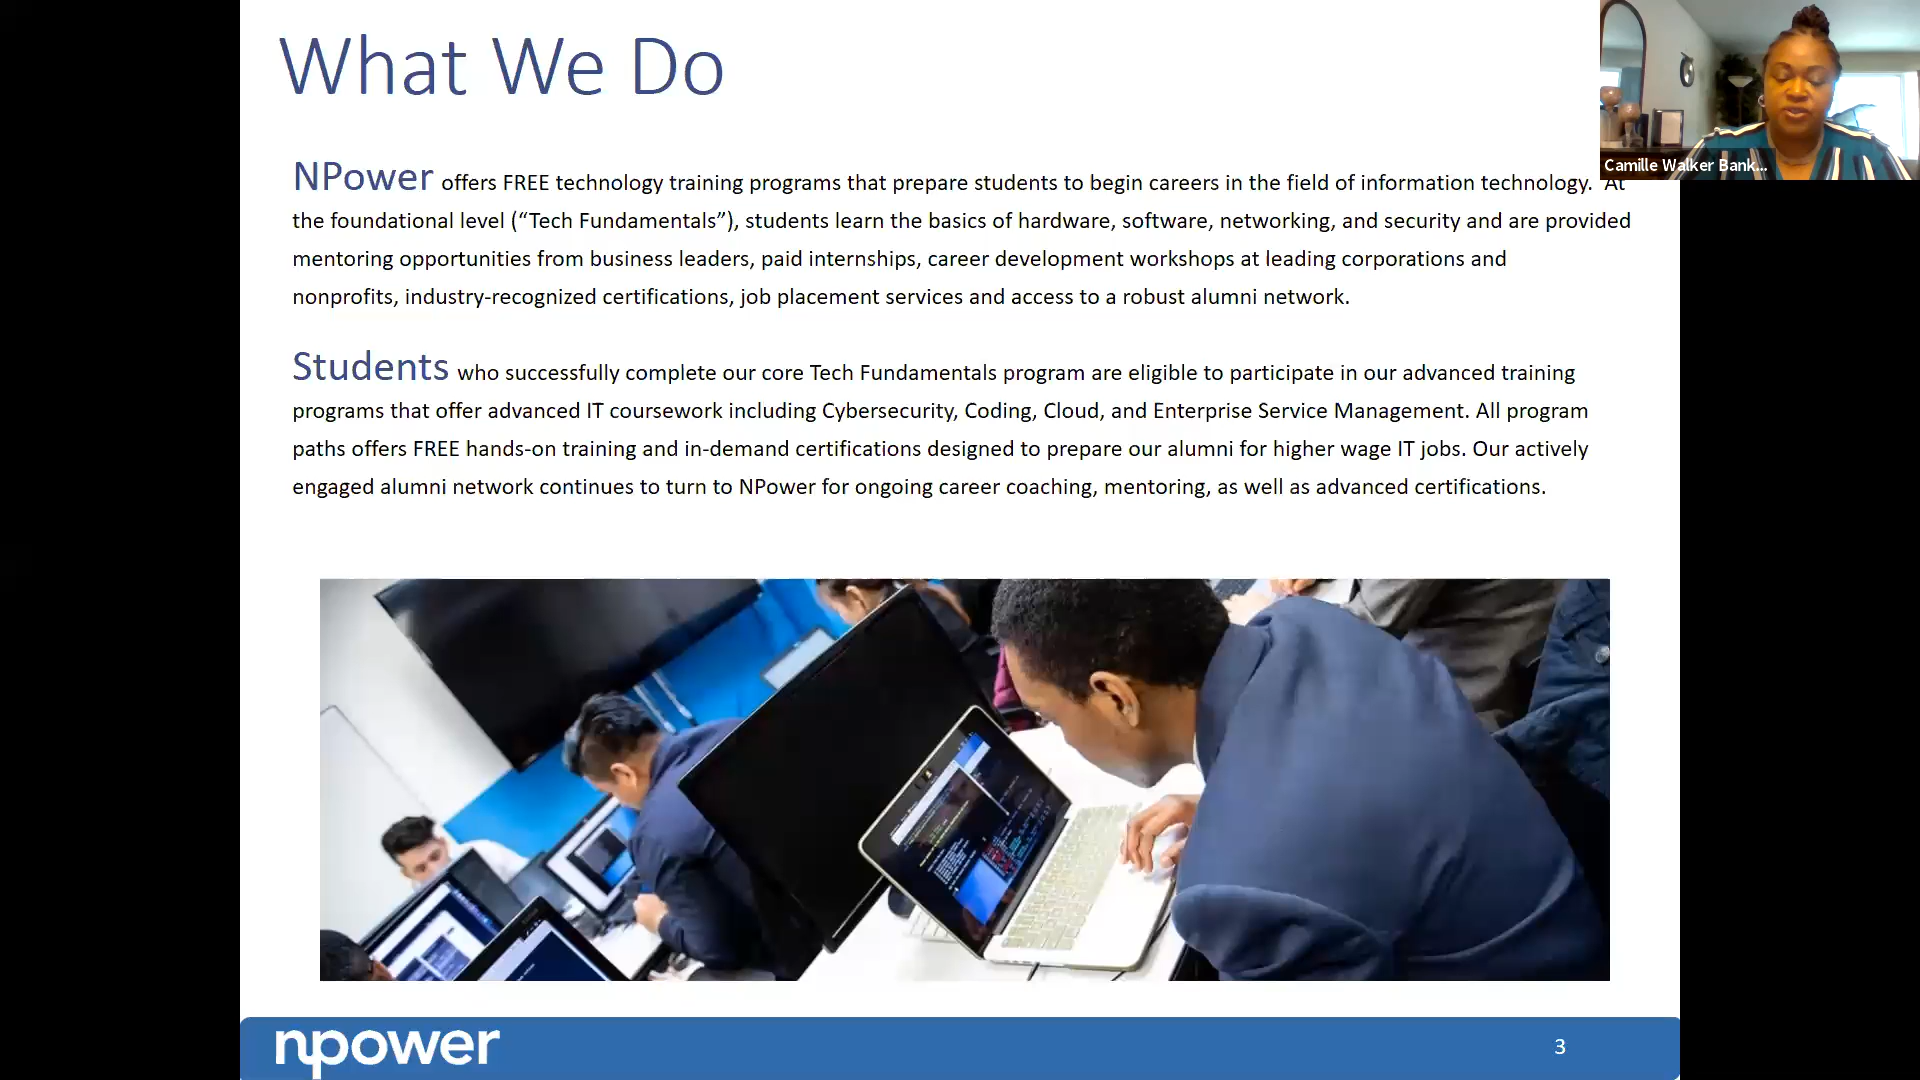 What We Do
Camille Walker Bank...
NPower offers FREE technology training programs that prepare students to begin careers in the field of information technology. At
the foundational level (“Tech Fundamentals”), students learn the basics of hardware, software, networking, and security and are provided
mentoring opportunities from business leaders, paid internships, career development workshops at leading corporations and
nonprofits, industry-recognized certifications, job placement services and access to a robust alumni network.
Students who successfully complete our core Tech Fundamentals program are eligible to participate in our advanced training
programs that offer advanced IT coursework including Cybersecurity, Coding, Cloud, and Enterprise Service Management. All program
paths offers FREE hands-on training and in-demand certifications designed to prepare our alumni for higher wage IT jobs. Our actively
engaged alumni network continues to turn to NPower for ongoing career coaching, mentoring, as well as advanced certifications.
npower
3